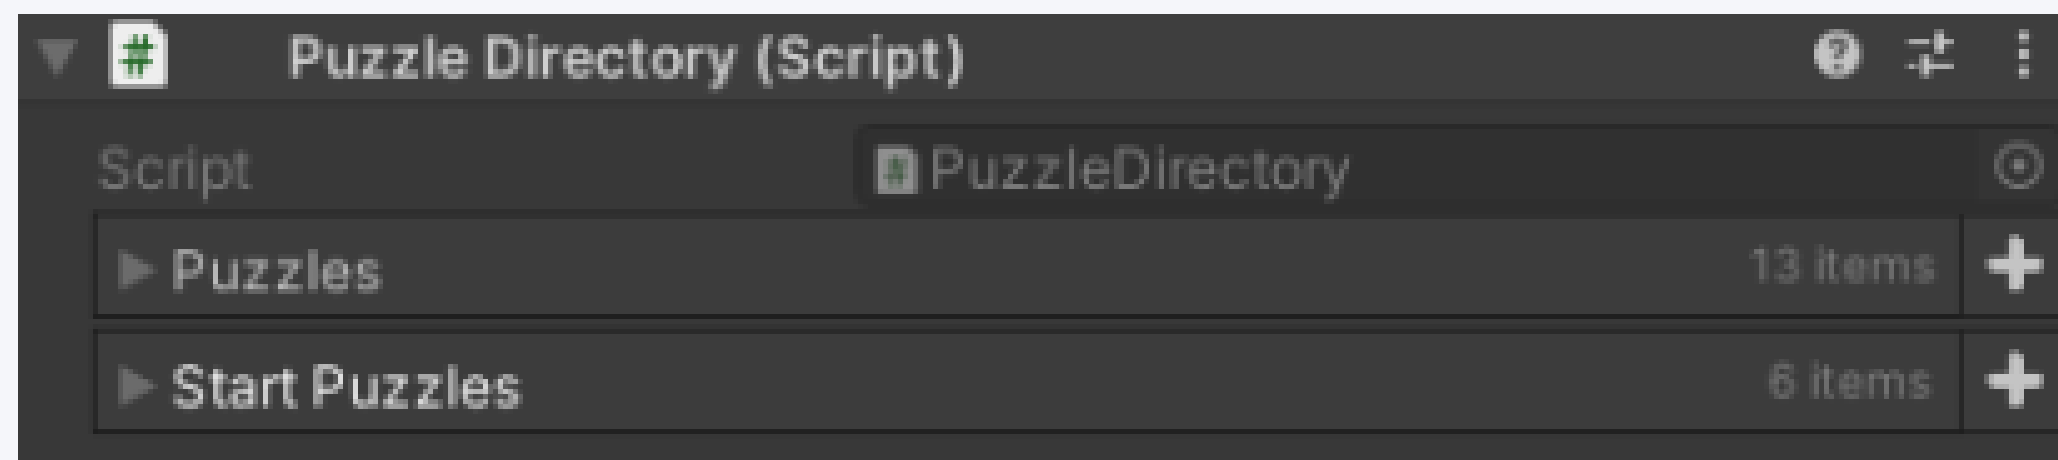 Puzzle Directory (Script)
Script PuzzleDirectory
Puzzles 13 items
Start Puzzles 6 items